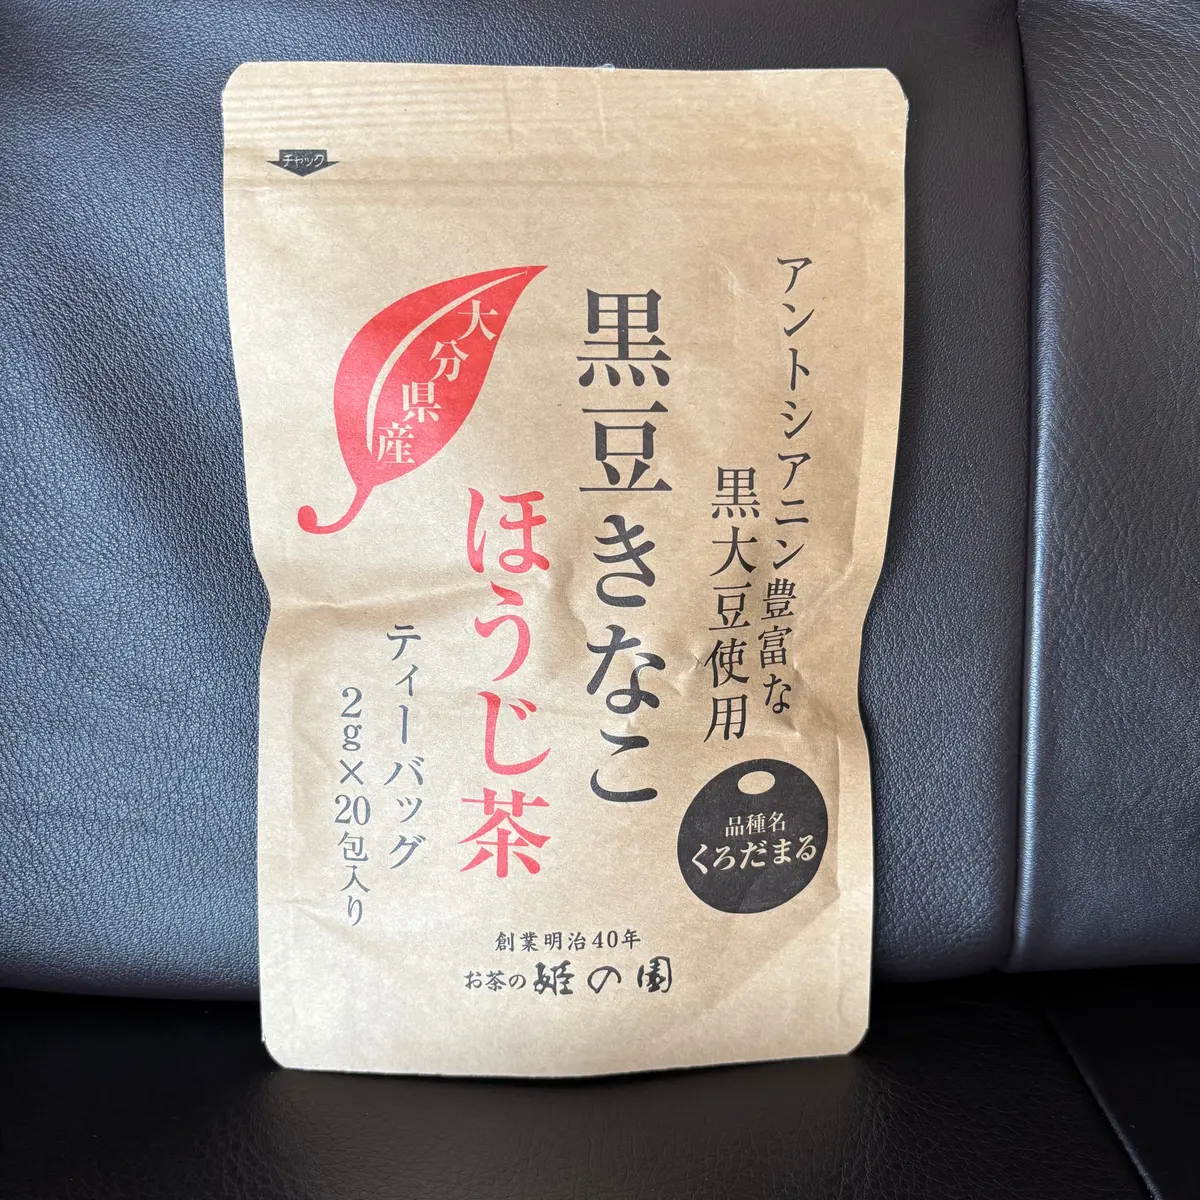 チャック
アントシアニン豊富な
黒大豆使用
黒豆きなこ
ほうじ茶
大分県産
ティーバッグ
2g×20包入り
品種名
くろだまる
創業明治40年
お茶の姫の園